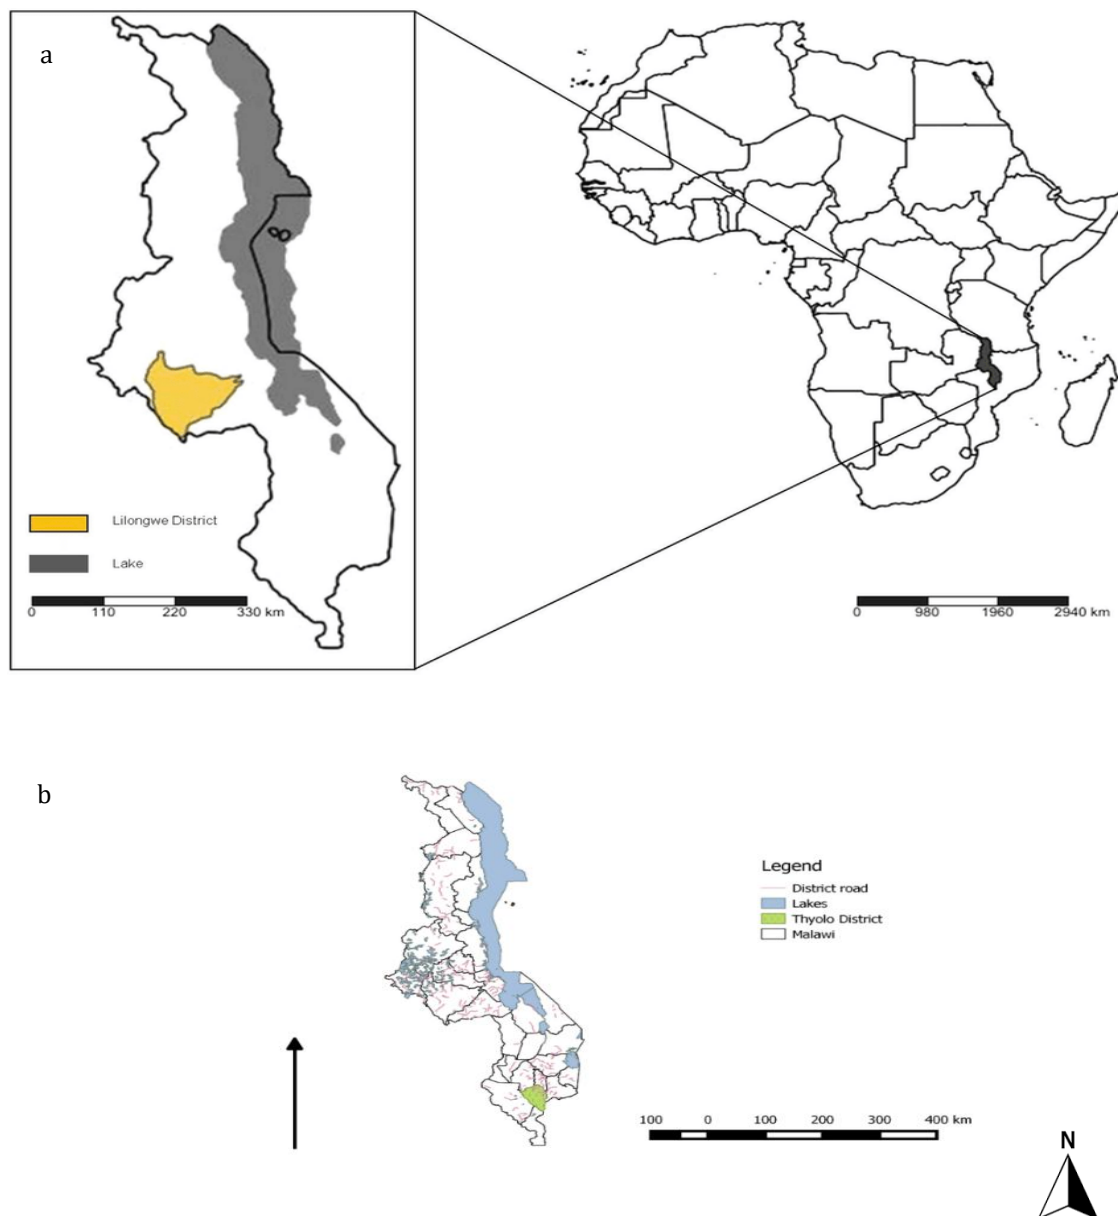 a
Lilongwe District
Lake
0 110 220 330 km
0 980 1960 2940 km
b
Legend
District road
Lakes
Thyolo District
Malawi
100 0 100 200 300 400 km
N